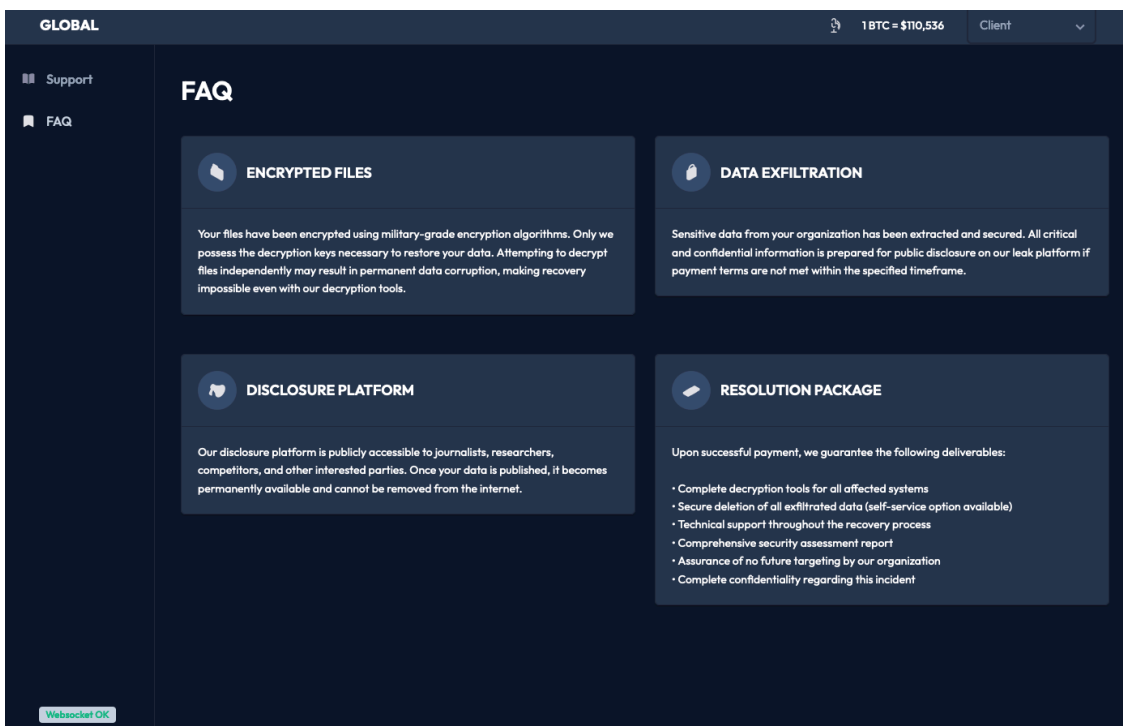 GLOBAL
1 BTC = $110,536
Client
Support
FAQ
FAQ
ENCRYPTED FILES
Your files have been encrypted using military-grade encryption algorithms. Only we
possess the decryption keys necessary to restore your data. Attempting to decrypt
files independently may result in permanent data corruption, making recovery
impossible even with our decryption tools.
DATA EXFILTRATION
Sensitive data from your organization has been extracted and secured. All critical
and confidential information is prepared for public disclosure on our leak platform if
payment terms are not met within the specified timeframe.
DISCLOSURE PLATFORM
Our disclosure platform is publicly accessible to journalists, researchers,
competitors, and other interested parties. Once your data is published, it becomes
permanently available and cannot be removed from the internet.
RESOLUTION PACKAGE
Upon successful payment, we guarantee the following deliverables:
• Complete decryption tools for all affected systems
• Secure deletion of all exfiltrated data (self-service option available)
• Technical support throughout the recovery process
• Comprehensive security assessment report
• Assurance of no future targeting by our organization
• Complete confidentiality regarding this incident
Websocket OK